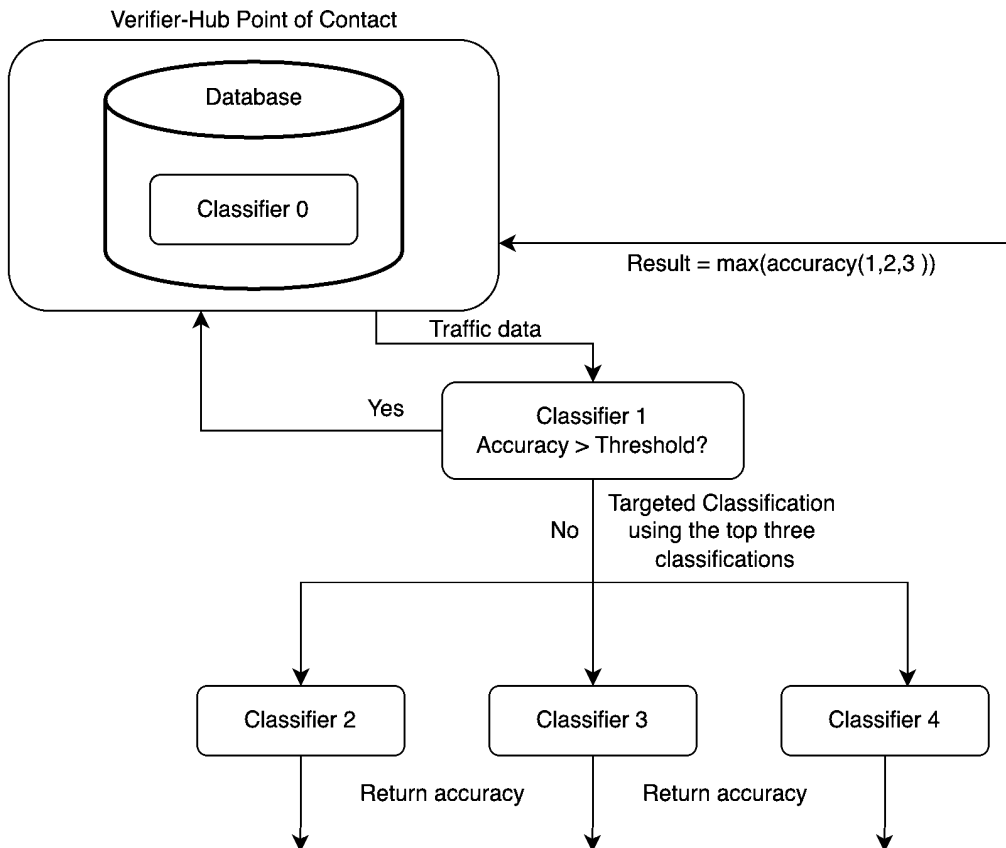 Verifier-Hub Point of Contact
Database
Classifier 0
Result = max(accuracy(1,2,3 ))
Traffic data
Yes
Classifier 1
Accuracy > Threshold?
No
Targeted Classification
using the top three
classifications
Classifier 2
Classifier 3
Classifier 4
Return accuracy
Return accuracy